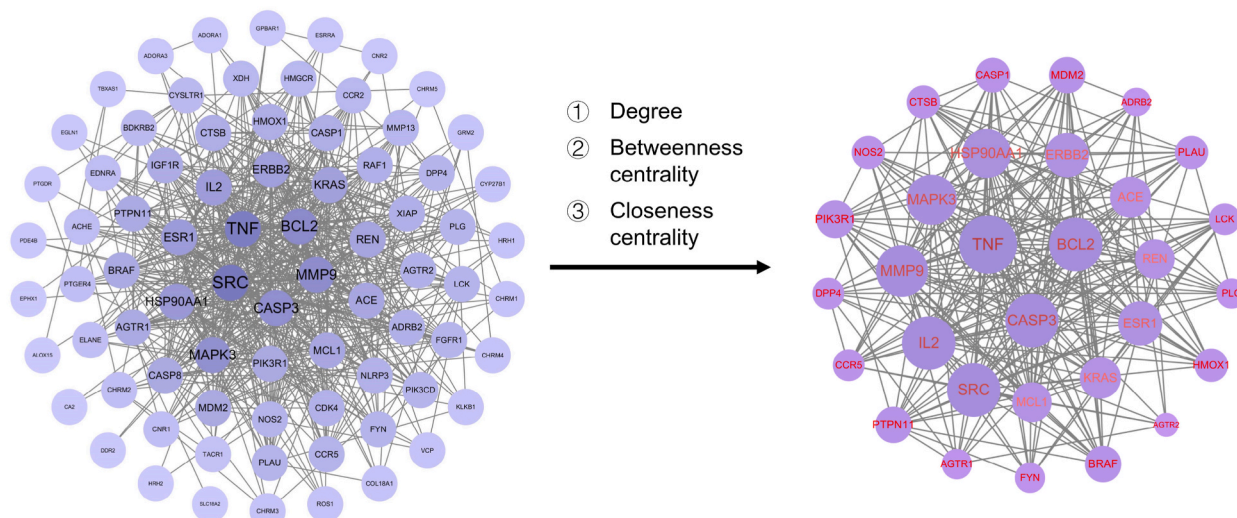 GPBAR1
ESRRA
ADORA1
CNR2
ADORA3
XDH
HMGCR
TBXAS1
CYSLTR1
CCR2
CHRM5
EGLN1
BDKRB2
CTSB
HMOX1
CASP1
MMP13
GRM2
PTGDR
EDNRA
IGF1R
IL2
ERBB2
KRAS
RAF1
DPP4
CYP27B1
ACHE
PTPN11
ESR1
TNF
BCL2
REN
XIAP
PLG
HRH1
PDE4B
PTGER4
BRAF
SRC
MMP9
AGTR2
LCK
CHRM1
EPHX1
HSP90AA1
CASP3
ACE
ELANE
AGTR1
ADRB2
FGFR1
CHRM4
ALOX15
MAPK3
PIK3R1
MCL1
CASP8
NLRP3
PIK3CD
CHRM2
CA2
MDM2
NOS2
CDK4
KLKB1
CNR1
FYN
DDR2
TACR1
PLAU
CCR5
VCP
HRH2
COL18A1
SLC18A2
CHRM3
ROS1
① Degree
② Betweenness
centrality
③ Closeness
centrality
CASP1
MDM2
CTSB
ADRB2
NOS2
HSP90AA1
ERBB2
PLAU
PIK3R1
MAPK3
ACE
LCK
TNF
BCL2
REN
MMP9
DPP4
PLG
CASP3
ESR1
IL2
CCR5
HMOX1
SRC
KRAS
MCL1
PTPN11
AGTR2
AGTR1
FYN
BRAF